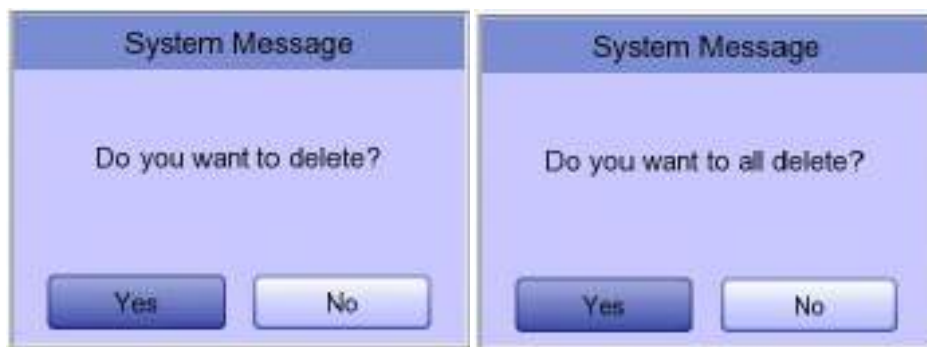 System Message
Do you want to delete?
Yes No
System Message
Do you want to all delete?
Yes No